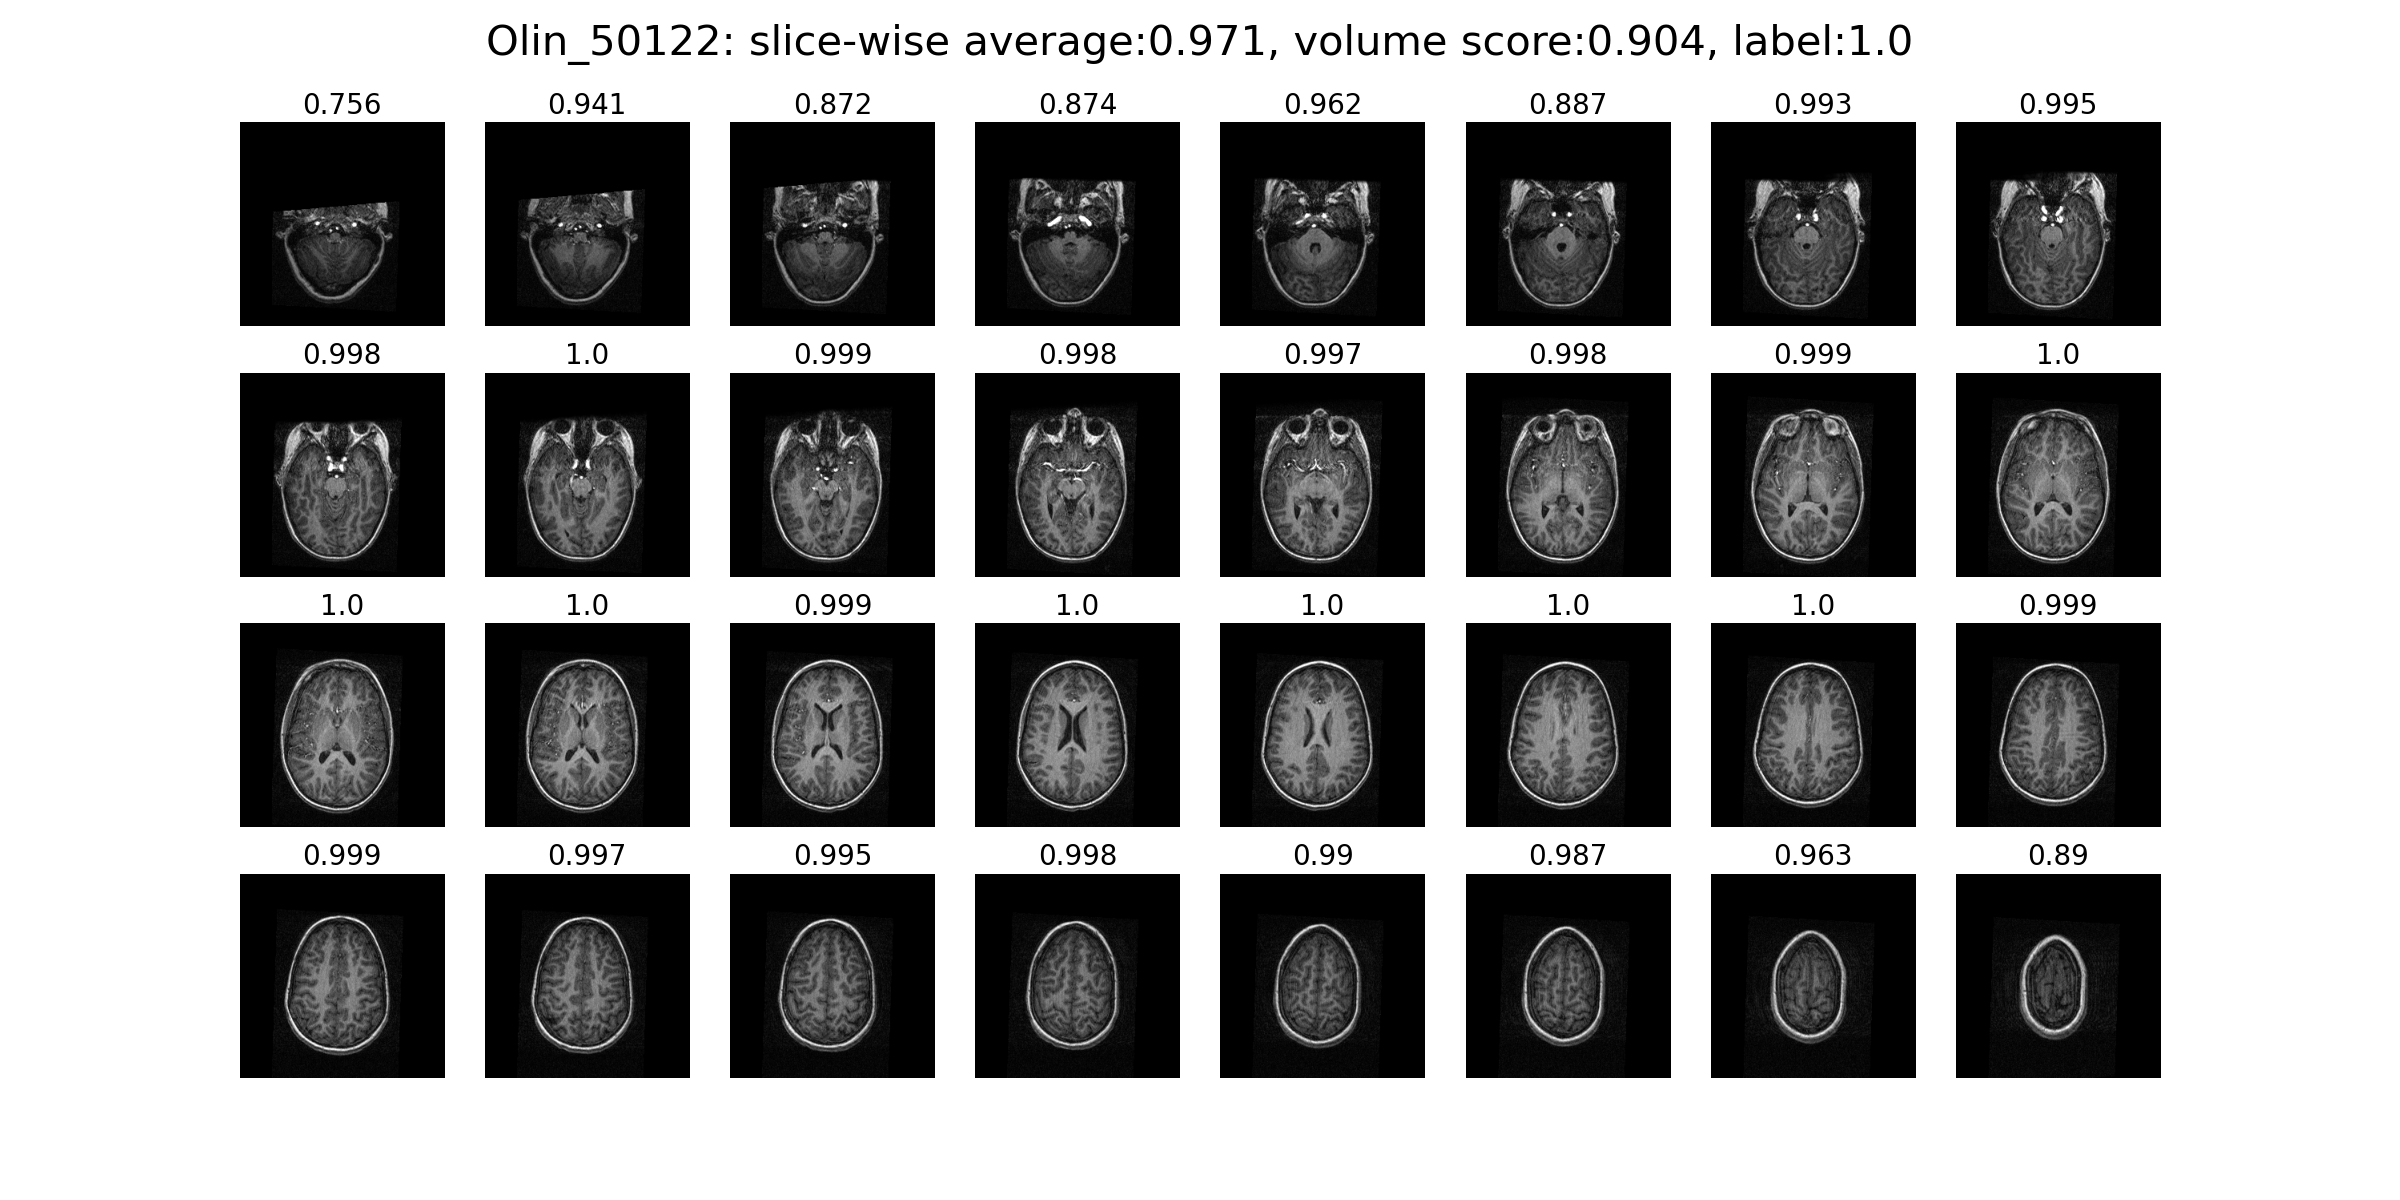 Olin_50122: slice-wise average:0.971, volume score:0.904, label:1.0
0.756 0.941 0.872 0.874 0.962 0.887 0.993 0.995
0.998 1.0 0.999 0.998 0.997 0.998 0.999 1.0
1.0 1.0 0.999 1.0 1.0 1.0 1.0 0.999
0.999 0.997 0.995 0.998 0.99 0.987 0.963 0.89